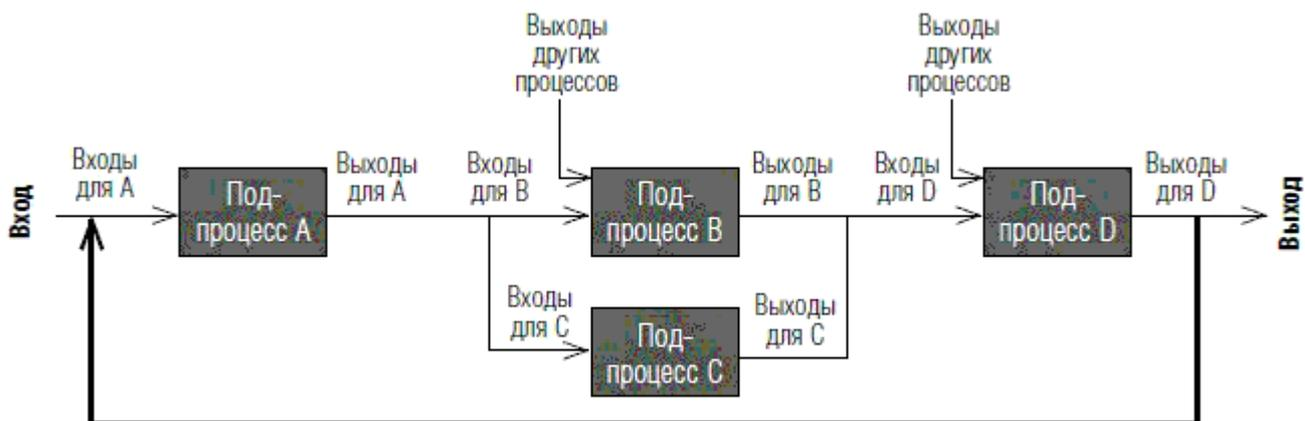 Выходы
других
процессов
Выходы
других
процессов
Вход
Входы
для A
Под-
процесс A
Выходы
для A
Входы
для B
Под-
процесс B
Выходы
для B
Входы
для D
Под-
процесс D
Выходы
для D
Выход
Входы
для C
Под-
процесс C
Выходы
для C